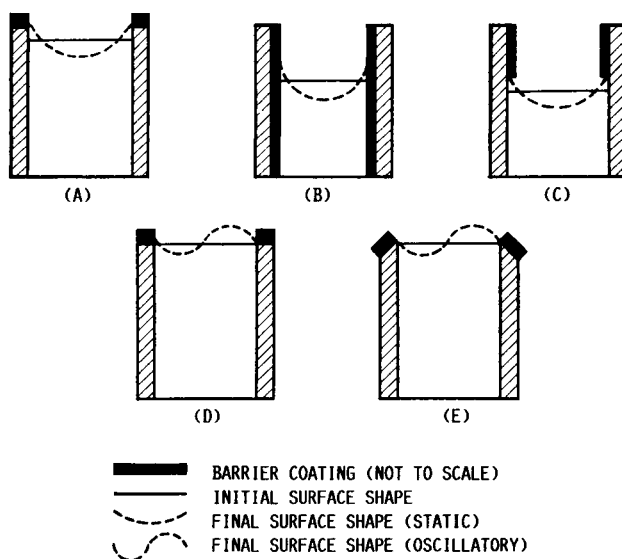 (A)
(B)
(C)
(D)
(E)
BARRIER COATING (NOT TO SCALE)
INITIAL SURFACE SHAPE
FINAL SURFACE SHAPE (STATIC)
FINAL SURFACE SHAPE (OSCILLATORY)